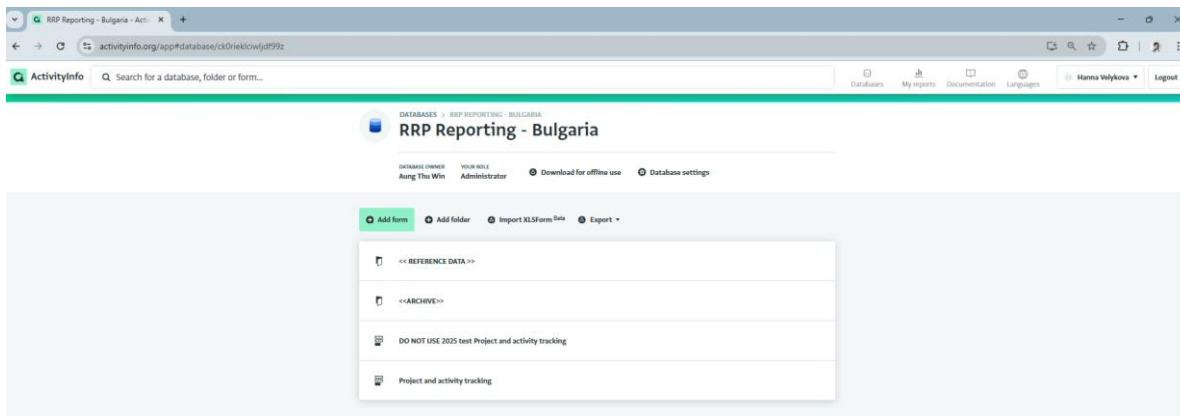 RRP Reporting - Bulgaria - Acti
activityinfo.org/app#database/ck0rieklciwljdf99z
ActivityInfo
Search for a database, folder or form...
Databases
My reports
Documentation
Languages
Hanna Velykova
Logout
DATABASES > RRP REPORTING - BULGARIA
RRP Reporting - Bulgaria
DATABASE OWNER YOUR ROLE
Aung Thu Win Administrator Download for offline use Database settings
Add form Add folder Import XLSForm Beta Export
<< REFERENCE DATA >>
<<ARCHIVE>>
DO NOT USE 2025 test Project and activity tracking
Project and activity tracking